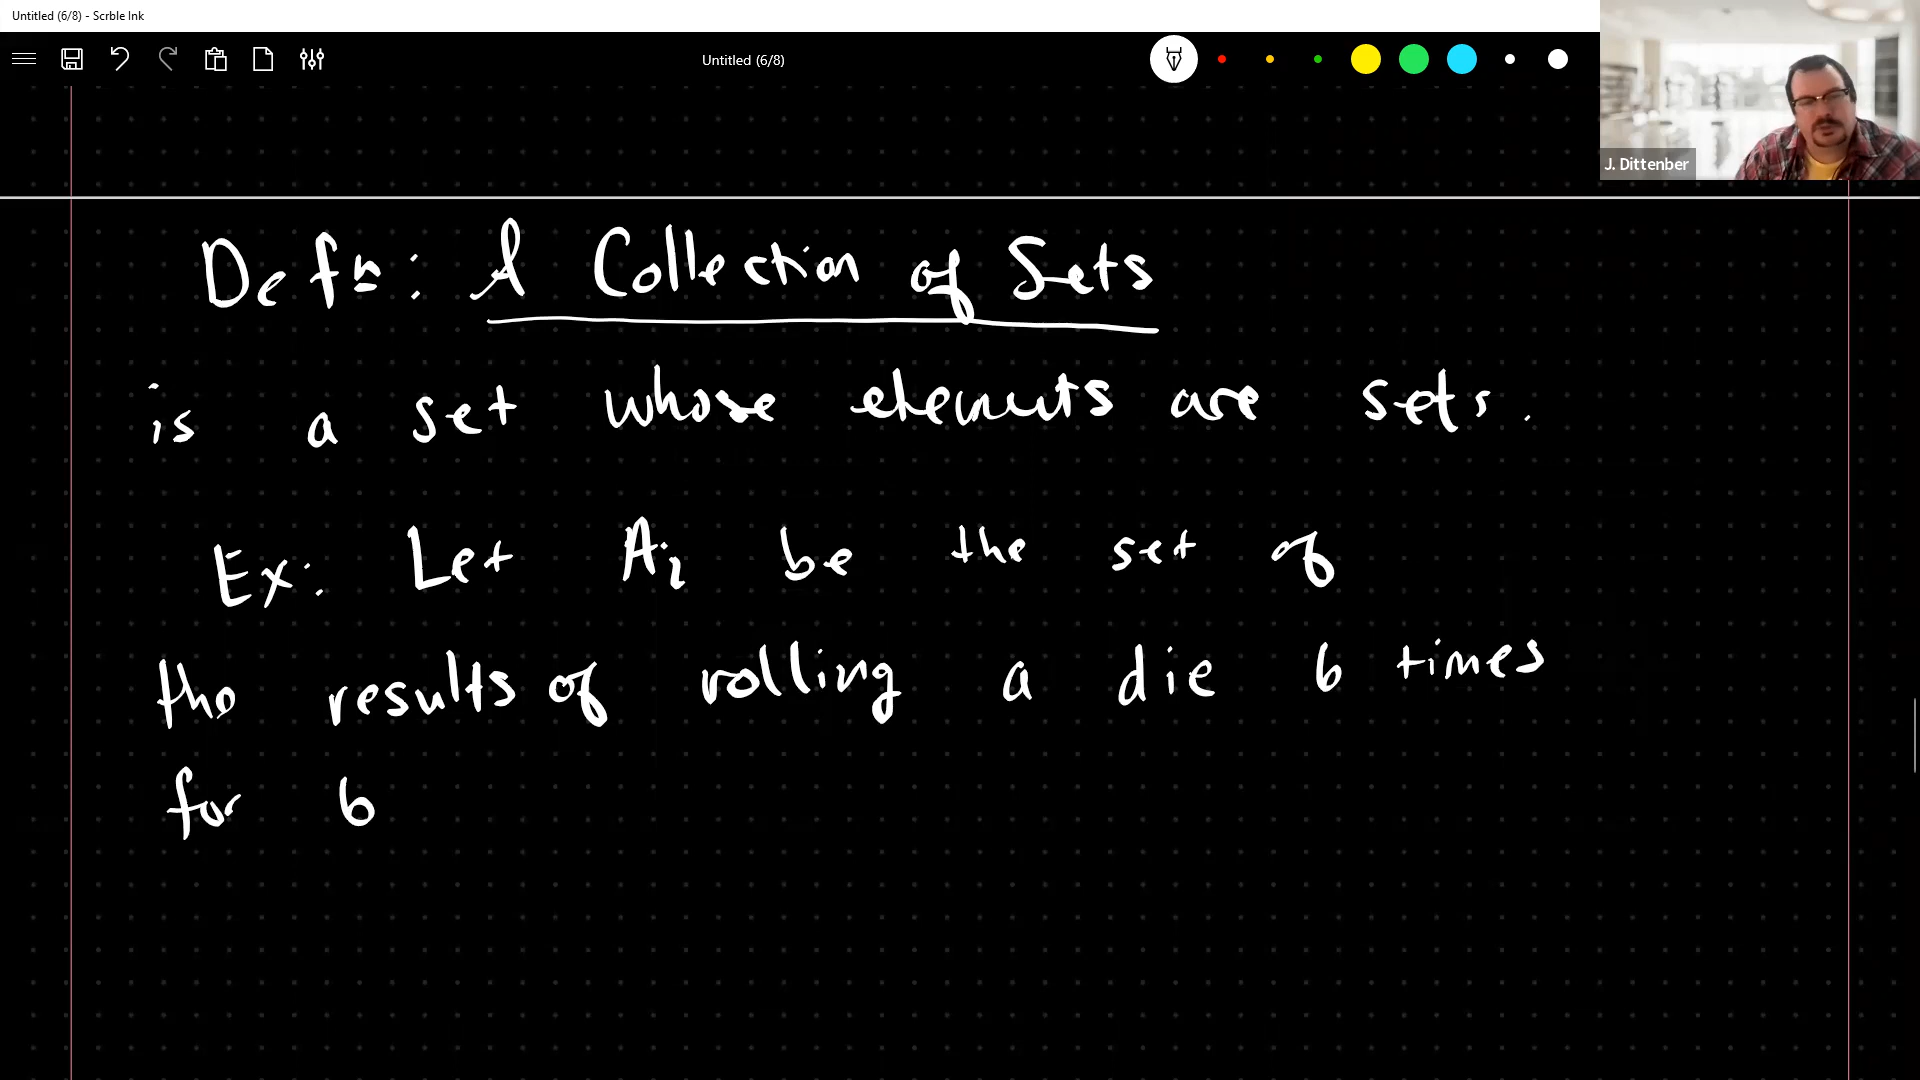 Untitled (6/8) - Scrble Ink
Untitled (6/8)
J. Dittenber
Defn: A Collection of Sets
is a set whose elements are sets.
Ex: Let Ai be the set of
the results of rolling a die 6 times
for 6